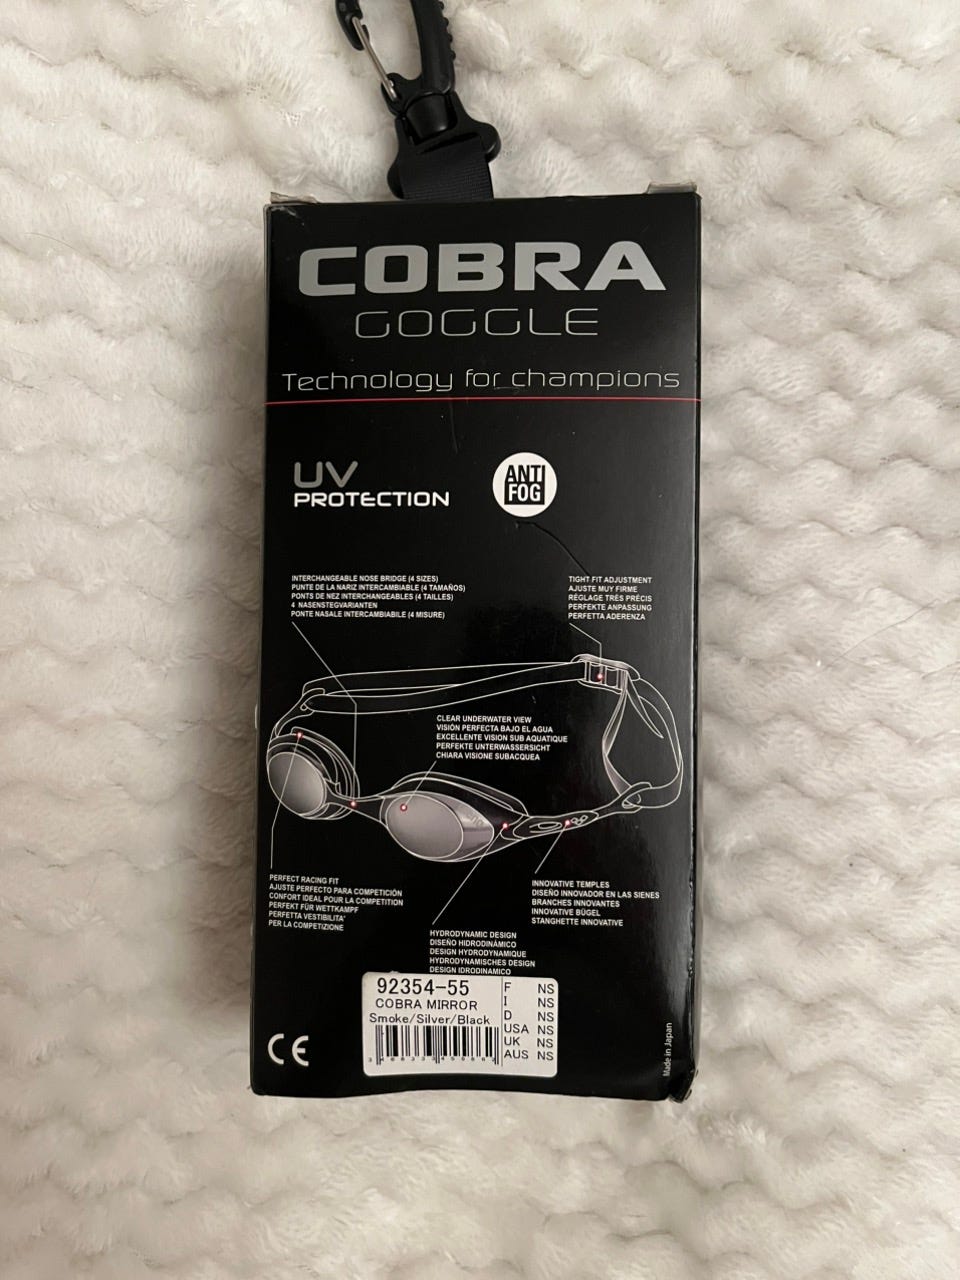 COBRA
GOGGLE
Technology for champions
UV
PROTECTION
ANTI
FOG
INTERCHANGEABLE NOSE BRIDGE (4 SIZES)
PUNTE DE LA NARIZ INTERCAMBIABLE (4 TAMAÑOS)
PONTS DE NEZ INTERCHANGEABLES (4 TAILLES)
4 NASENSTEGVARIANTEN
PONTE NASALE INTERCAMBIABILE (4 MISURE)
TIGHT FIT ADJUSTMENT
AJUSTE MUY FIRME
RÉGLAGE TRÈS PRÉCIS
PERFEKTE ANPASSUNG
PERFETTA ADERENZA
CLEAR UNDERWATER VIEW
VISIÓN PERFECTA BAJO EL AGUA
EXCELLENTE VISION SUB AQUATIQUE
PERFEKTE UNTERWASSERSICHT
CHIARA VISIONE SUBACQUEA
PERFECT RACING FIT
AJUSTE PERFECTO PARA COMPETICIÓN
CONFORT IDEAL POUR LA COMPETITION
PERFEKT FÜR WETTKAMPF
PERFETTA VESTIBILITA'
PER LA COMPETIZIONE
INNOVATIVE TEMPLES
DISEÑO INNOVADOR EN LAS SIENES
BRANCHES INNOVANTES
INNOVATIVE BÜGEL
STANGHETTE INNOVATIVE
HYDRODYNAMIC DESIGN
DISEÑO HIDRODINÁMICO
DESIGN HYDRODYNAMIQUE
HYDRODYNAMISCHES DESIGN
DESIGN IDRODINAMICO
92354-55
COBRA MIRROR
Smoke/Silver/Black
F NS
I NS
D NS
USA NS
UK NS
AUS NS
CE
Made in Japan